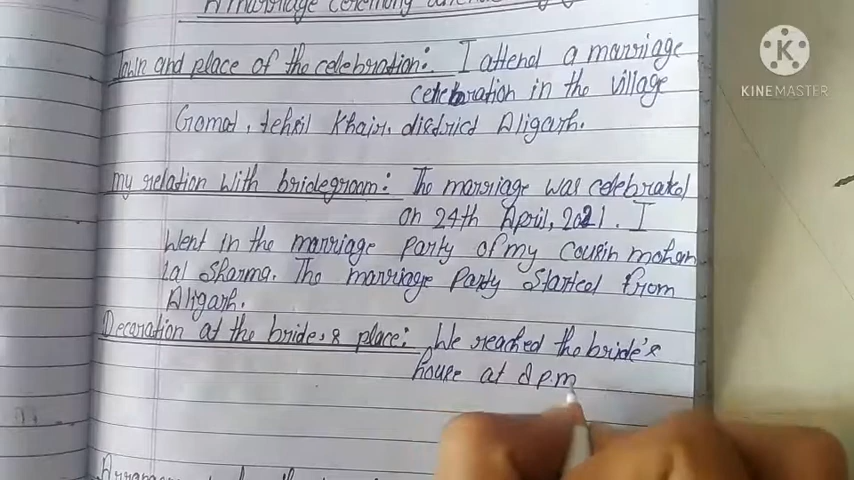 A marriage ceremony
Town and place of the celebration: I attend a marriage
KINEMASTER
celebration in the village
Gomat, tehsil Khair, district Aligarh.
my relation with bridegroom: The marriage was celebrated
on 24th April, 2021. I
went in the marriage party of my cousin mohan
lal Sharma. The marriage party started from
Aligarh.
Decoration at the bride,s place: We reached the bride's
house at 8 p.m